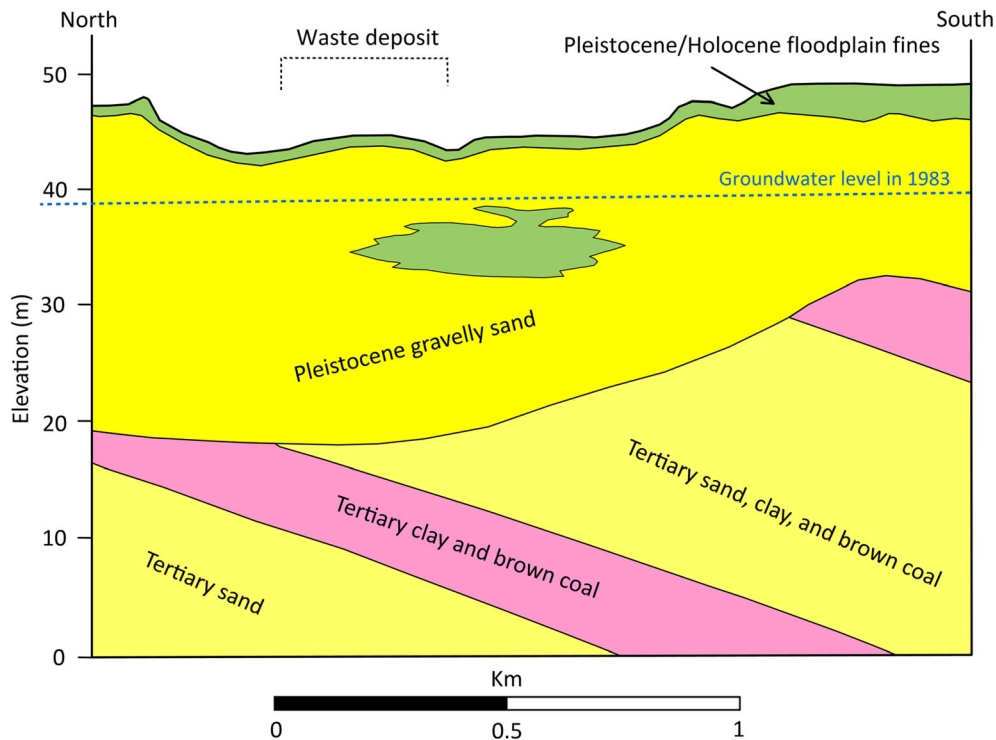 North
South
Waste deposit
Pleistocene/Holocene floodplain fines
50
Groundwater level in 1983
40
Elevation (m)
30
Pleistocene gravelly sand
20
Tertiary sand, clay, and brown coal
Tertiary clay and brown coal
10
Tertiary sand
0
Km
0
0.5
1